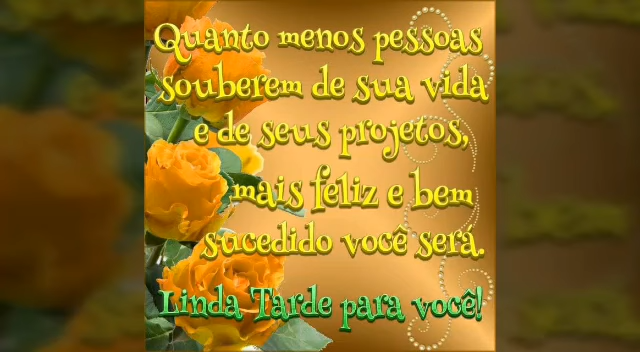 Quanto menos pessoas
souberem de sua vida
e de seus projetos,
mais feliz e bem
sucedido você será.
Linda Tarde para você!